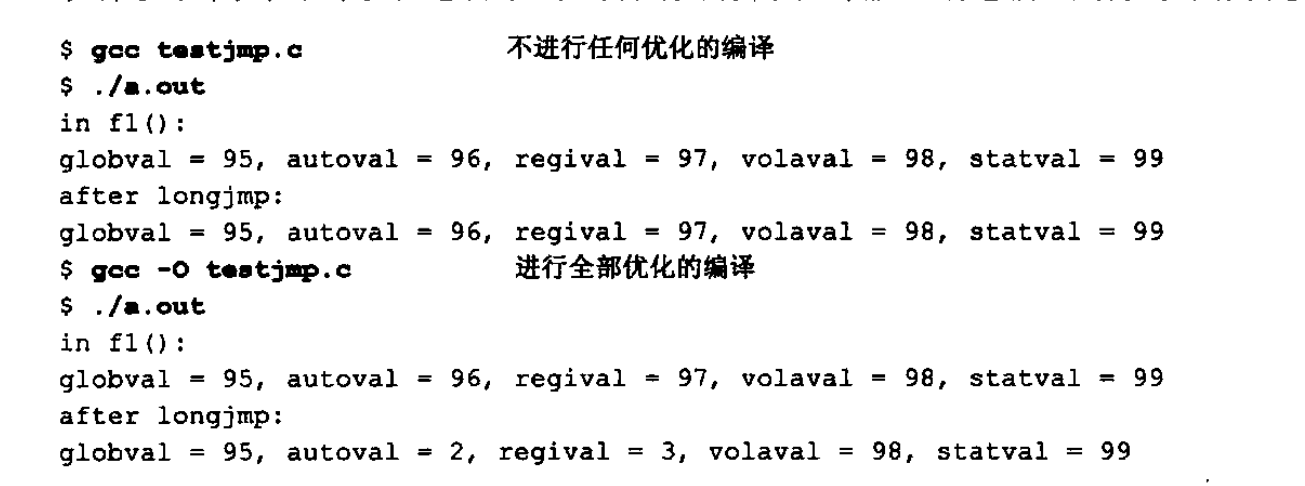 $ gcc testjmp.c 不进行任何优化的编译
$ ./a.out
in f1():
globval = 95, autoval = 96, regival = 97, volaval = 98, statval = 99
after longjmp:
globval = 95, autoval = 96, regival = 97, volaval = 98, statval = 99
$ gcc -O testjmp.c 进行全部优化的编译
$ ./a.out
in f1():
globval = 95, autoval = 96, regival = 97, volaval = 98, statval = 99
after longjmp:
globval = 95, autoval = 2, regival = 3, volaval = 98, statval = 99